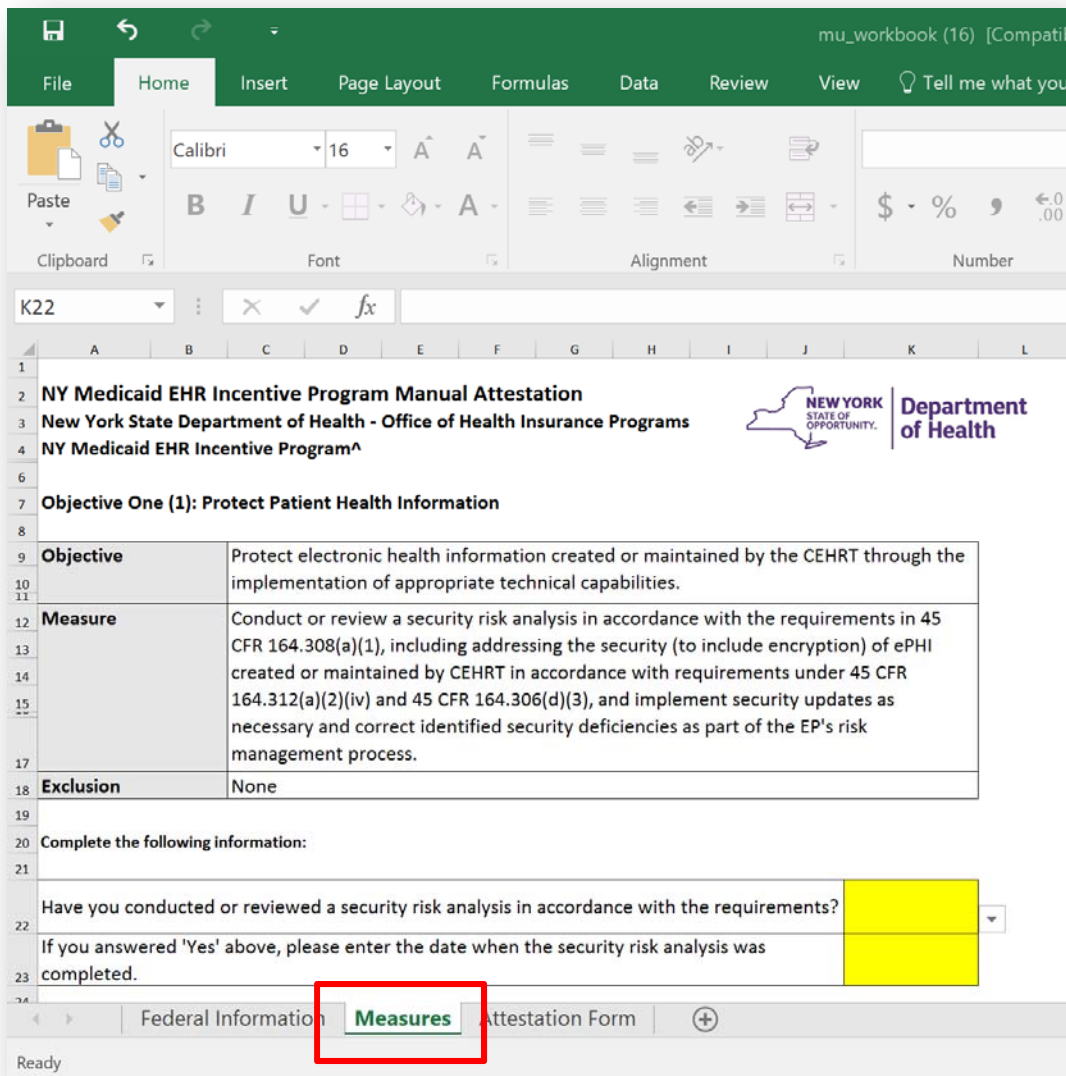 mu_workbook (16) [Compatib
File Home Insert Page Layout Formulas Data Review View Tell me what you
Calibri 16 A A
Paste B I U A $ % , .0 .00
Clipboard Font Alignment Number
K22 fx
A B C D E F G H I J K L
1
2 NY Medicaid EHR Incentive Program Manual Attestation
3 New York State Department of Health - Office of Health Insurance Programs
4 NY Medicaid EHR Incentive Program^
NEW YORK
STATE OF
OPPORTUNITY.
Department
of Health
6
7 Objective One (1): Protect Patient Health Information
8
9 Objective Protect electronic health information created or maintained by the CEHRT through the
10 implementation of appropriate technical capabilities.
11
12 Measure Conduct or review a security risk analysis in accordance with the requirements in 45
13 CFR 164.308(a)(1), including addressing the security (to include encryption) of ePHI
14 created or maintained by CEHRT in accordance with requirements under 45 CFR
15 164.312(a)(2)(iv) and 45 CFR 164.306(d)(3), and implement security updates as
necessary and correct identified security deficiencies as part of the EP's risk
17 management process.
18 Exclusion None
19
20 Complete the following information:
21
22 Have you conducted or reviewed a security risk analysis in accordance with the requirements?
If you answered 'Yes' above, please enter the date when the security risk analysis was
23 completed.
24
Federal Information Measures Attestation Form
Ready